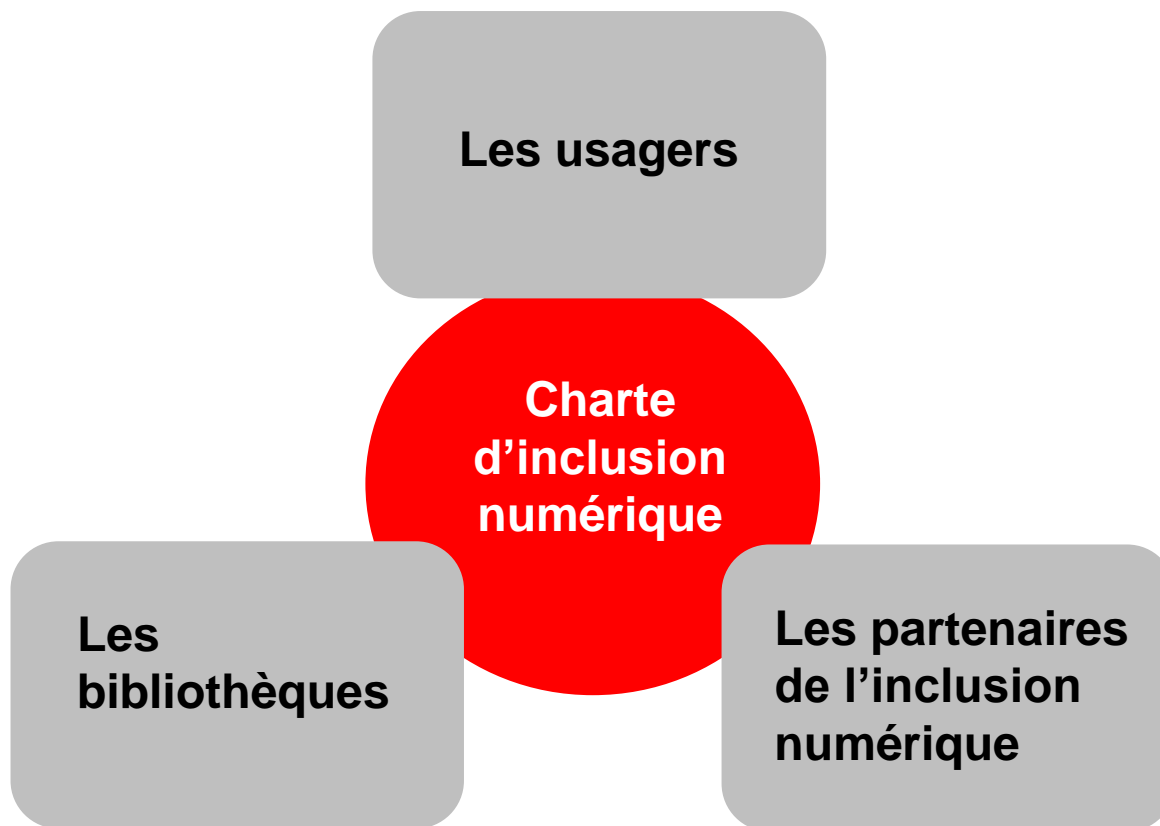 Les usagers
Charte
d’inclusion
numérique
Les
bibliothèques
Les partenaires
de l’inclusion
numérique